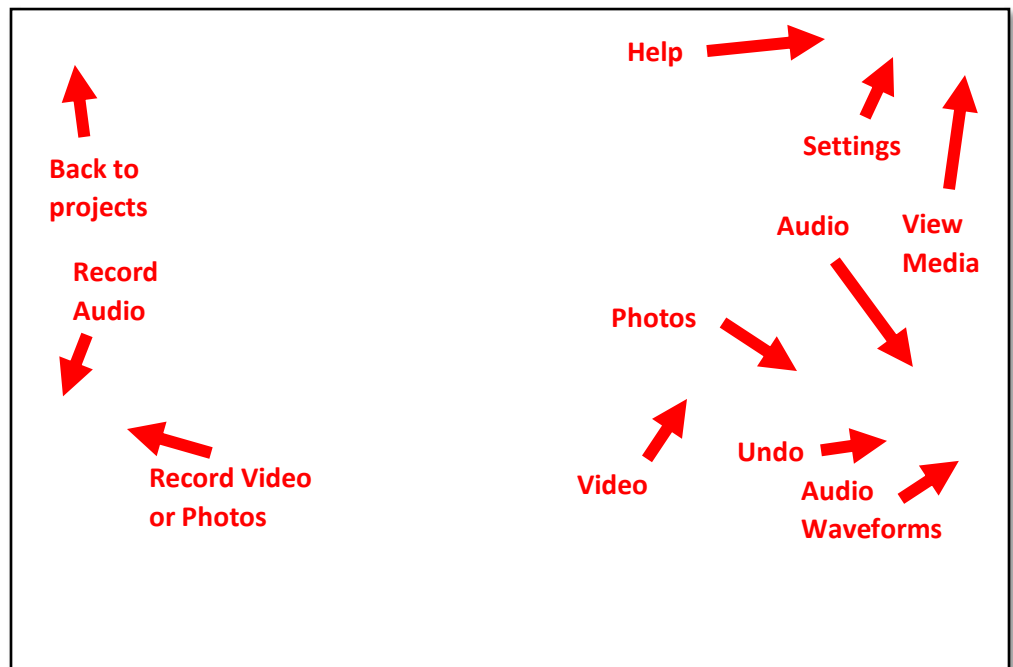 Help
Settings
Back to
projects
Audio
View
Media
Record
Audio
Photos
Undo
Record Video
or Photos
Video
Audio
Waveforms